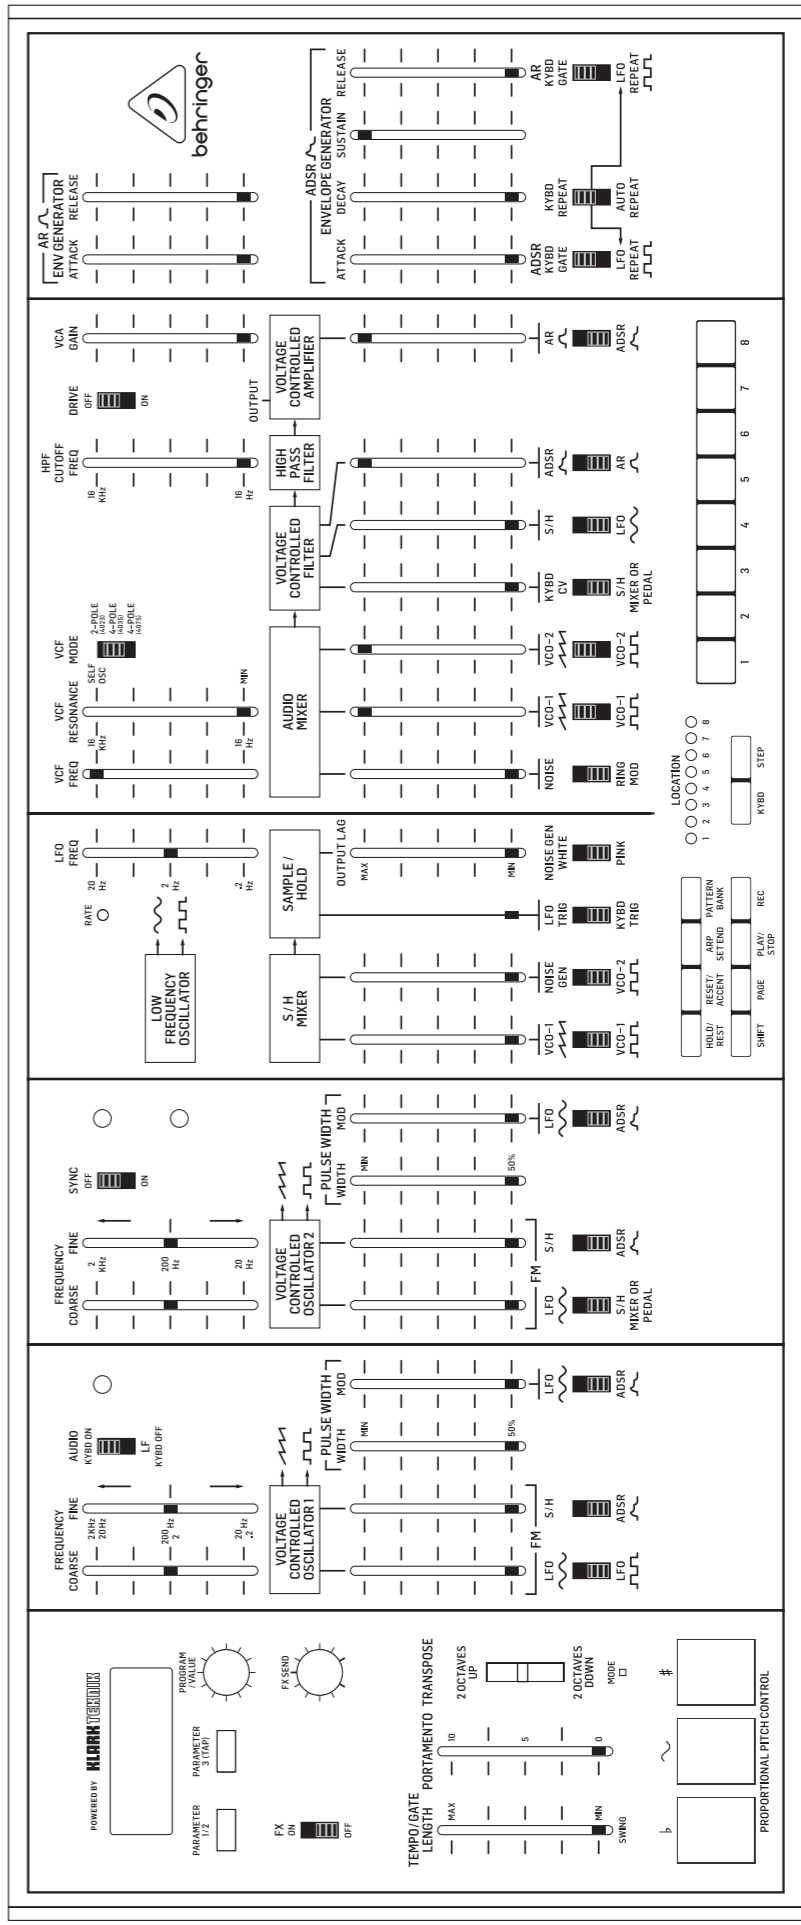 POWERED BY KLARK TEKNIK
PARAMETER
1/2
PARAMETER
3 (TAP)
PROGRAM
/VALUE
FX
ON
OFF
FX SEND
TEMPO/GATE
LENGTH
MAX
MIN
SWING
PORTAMENTO
10
5
0
TRANSPOSE
2 OCTAVES
UP
2 OCTAVES
DOWN
MODE
♭
#
PROPORTIONAL PITCH CONTROL
FREQUENCY
COARSE
FINE
2KHz
20Hz
200 Hz
2
20 Hz
.2
AUDIO
KYBD ON
LF
KYBD OFF
VOLTAGE
CONTROLLED
OSCILLATOR 1
PULSE WIDTH
WIDTH
MOD
MIN
50%
FM
LFO
LFO
S/H
ADSR
LFO
ADSR
FREQUENCY
COARSE
FINE
2
KHz
200
Hz
20
Hz
SYNC
OFF
ON
VOLTAGE
CONTROLLED
OSCILLATOR 2
PULSE WIDTH
WIDTH
MOD
MIN
50%
FM
LFO
S/H
MIXER OR
PEDAL
S/H
ADSR
LFO
ADSR
LOW
FREQUENCY
OSCILLATOR
RATE
LFO
FREQ
20
Hz
2
Hz
.2
Hz
S/H
MIXER
SAMPLE/
HOLD
OUTPUT LAG
MAX
MIN
VCO-1
VCO-1
NOISE
GEN
VCO-2
LFO
TRIG
KYBD
TRIG
NOISE GEN
WHITE
PINK
HOLD/
REST
RESET/
ACCENT
ARP
SET END
PATTERN
BANK
SHIFT
PAGE
PLAY/
STOP
REC
VCF
FREQ
16
KHz
16
Hz
VCF
RESONANCE
SELF
OSC
MIN
VCF
MODE
2-POLE
(4023)
4-POLE
(4035)
4-POLE
(4075)
HPF
CUTOFF
FREQ
16
KHz
16
Hz
DRIVE
OFF
ON
VCA
GAIN
AUDIO
MIXER
VOLTAGE
CONTROLLED
FILTER
HIGH
PASS
FILTER
OUTPUT
VOLTAGE
CONTROLLED
AMPLIFIER
NOISE
RING
MOD
VCO-1
VCO-1
VCO-2
VCO-2
KYBD
CV
S/H
MIXER OR
PEDAL
S/H
LFO
ADSR
AR
AR
ADSR
LOCATION
1 2 3 4 5 6 7 8
KYBD
STEP
1 2 3 4 5 6 7 8
AR
ENV GENERATOR
ATTACK
RELEASE
behringer
ADSR
ENVELOPE GENERATOR
ATTACK
DECAY
SUSTAIN
RELEASE
ADSR
KYBD
GATE
LFO
REPEAT
KYBD
REPEAT
AUTO
REPEAT
AR
KYBD
GATE
LFO
REPEAT